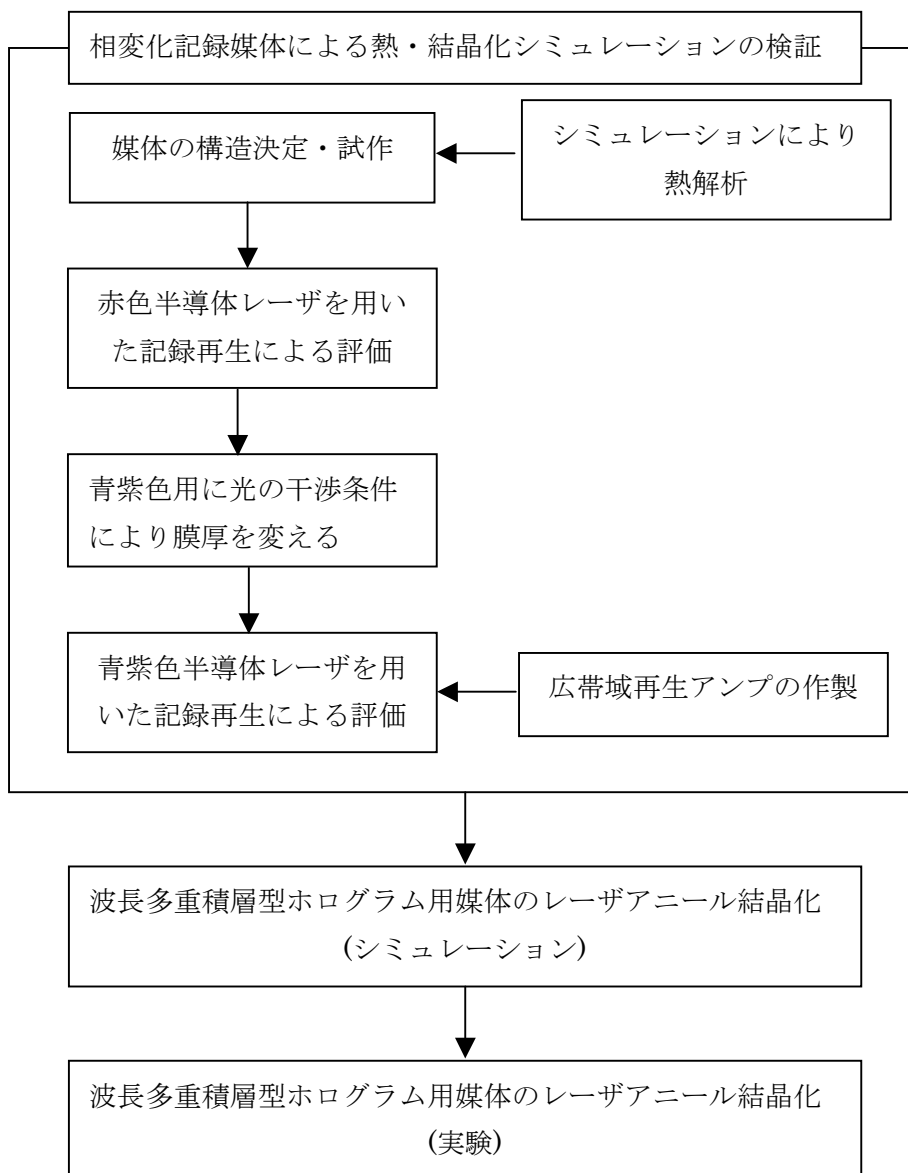 相変化記録媒体による熱・結晶化シミュレーションの検証
媒体の構造決定・試作
シミュレーションにより
熱解析
赤色半導体レーザを用い
た記録再生による評価
青紫色用に光の干渉条件
により膜厚を変える
青紫色半導体レーザを用
いた記録再生による評価
広帯域再生アンプの作製
波長多重積層型ホログラム用媒体のレーザアニール結晶化
(シミュレーション)
波長多重積層型ホログラム用媒体のレーザアニール結晶化
(実験)